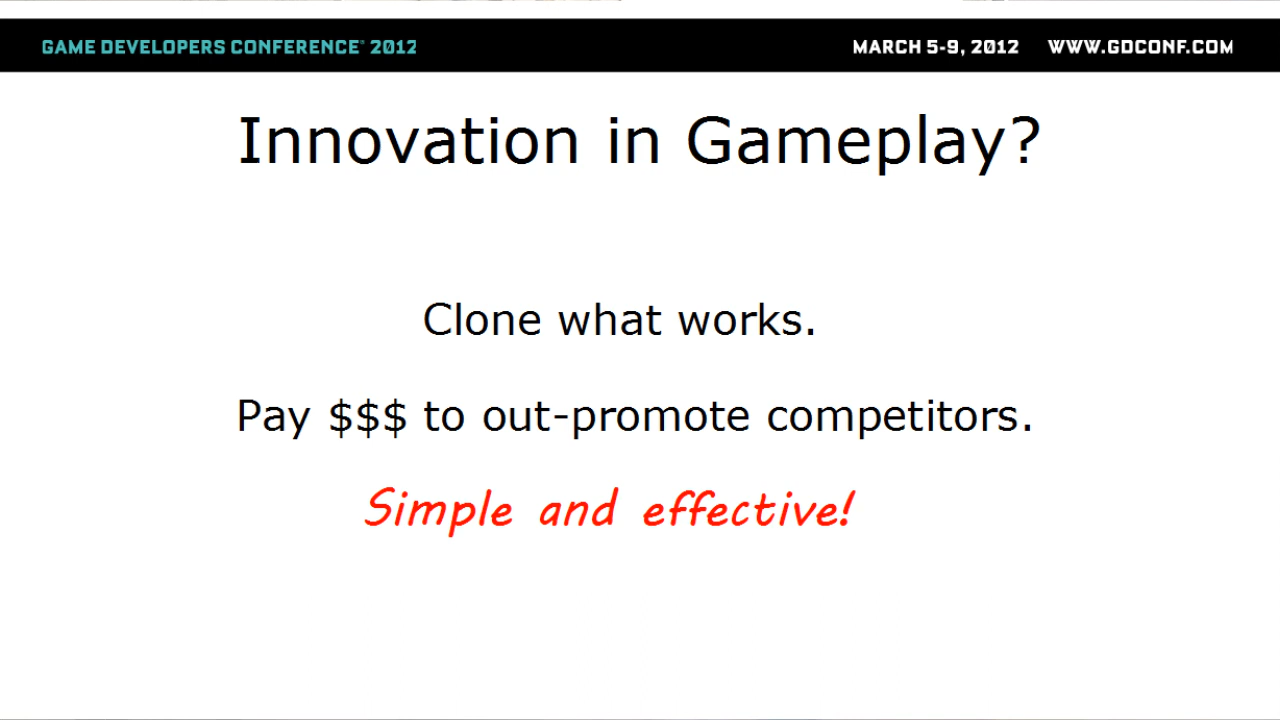 GAME DEVELOPERS CONFERENCE® 2012
MARCH 5-9, 2012 WWW.GDCONF.COM
Innovation in Gameplay?
Clone what works.
Pay $$$ to out-promote competitors.
Simple and effective!